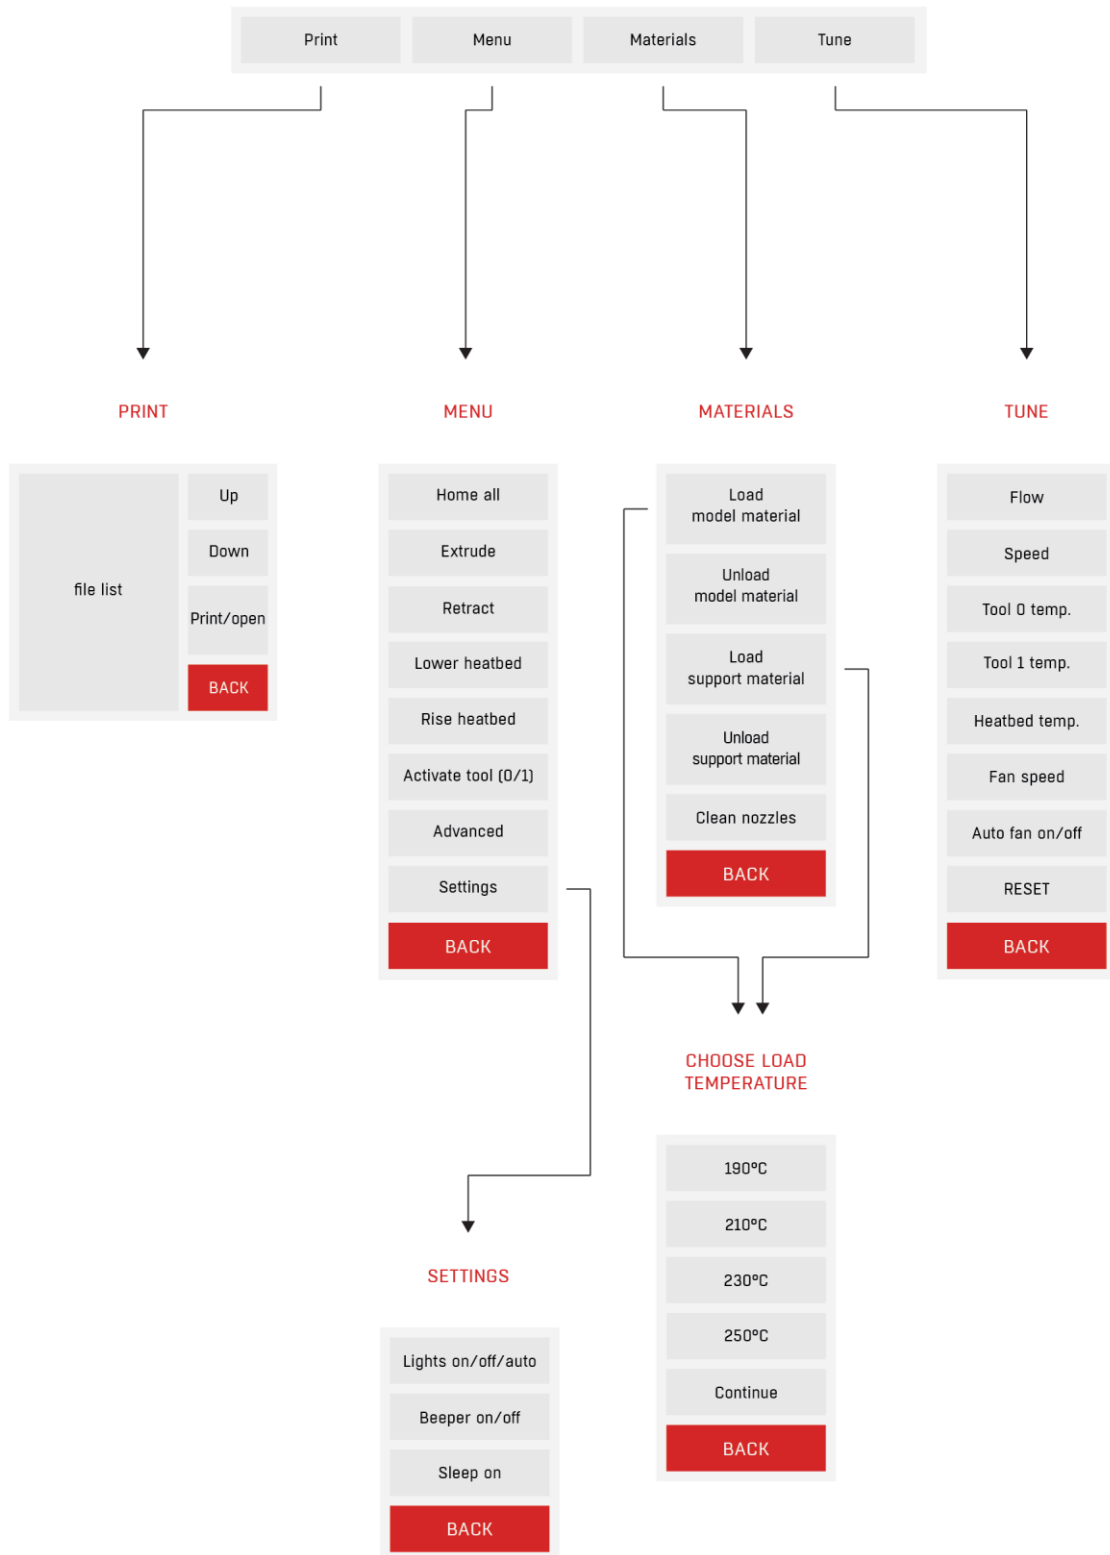 Print
Menu
Materials
Tune
PRINT
file list
Up
Down
Print/open
BACK
MENU
Home all
Extrude
Retract
Lower heatbed
Rise heatbed
Activate tool (0/1)
Advanced
Settings
BACK
MATERIALS
Load
model material
Unload
model material
Load
support material
Unload
support material
Clean nozzles
BACK
TUNE
Flow
Speed
Tool 0 temp.
Tool 1 temp.
Heatbed temp.
Fan speed
Auto fan on/off
RESET
BACK
CHOOSE LOAD
TEMPERATURE
190ºC
210ºC
230ºC
250ºC
Continue
BACK
SETTINGS
Lights on/off/auto
Beeper on/off
Sleep on
BACK